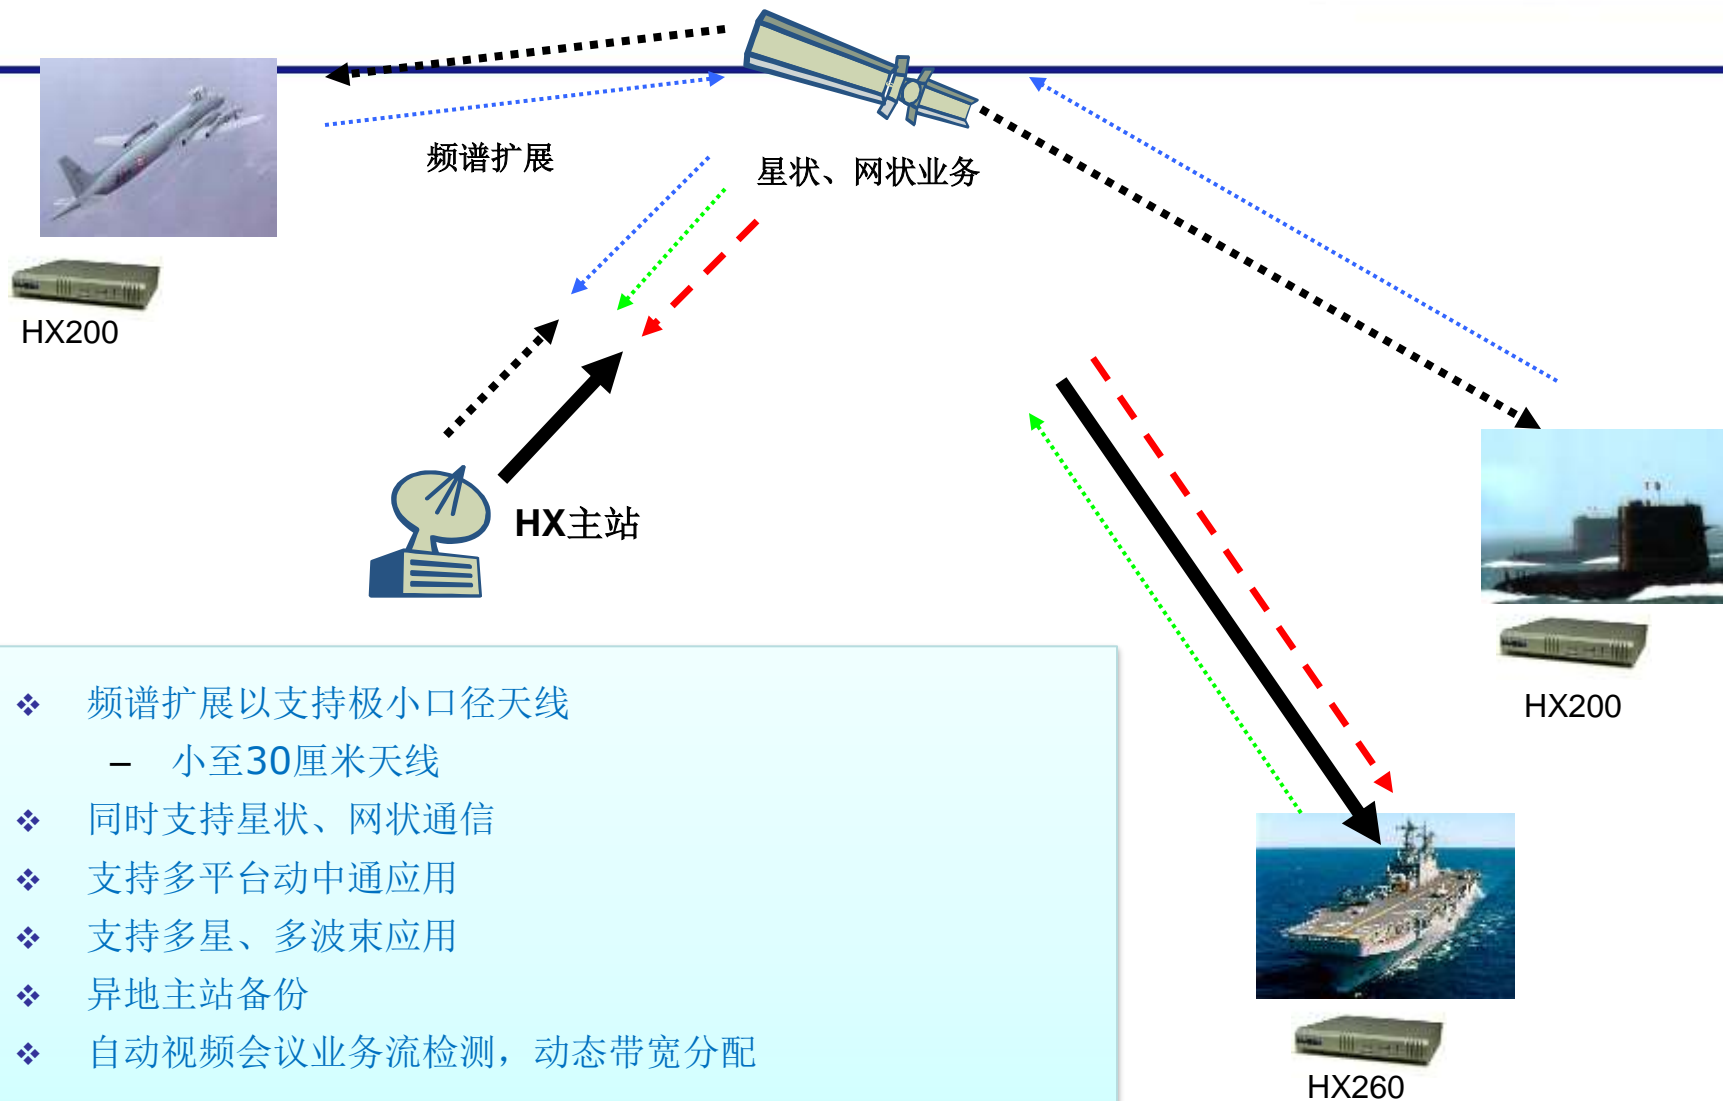 频谱扩展
星状、网状业务
HX200
HX主站
HX200
HX260
❖ 频谱扩展以支持极小口径天线
– 小至30厘米天线
❖ 同时支持星状、网状通信
❖ 支持多平台动中通应用
❖ 支持多星、多波束应用
❖ 异地主站备份
❖ 自动视频会议业务流检测，动态带宽分配